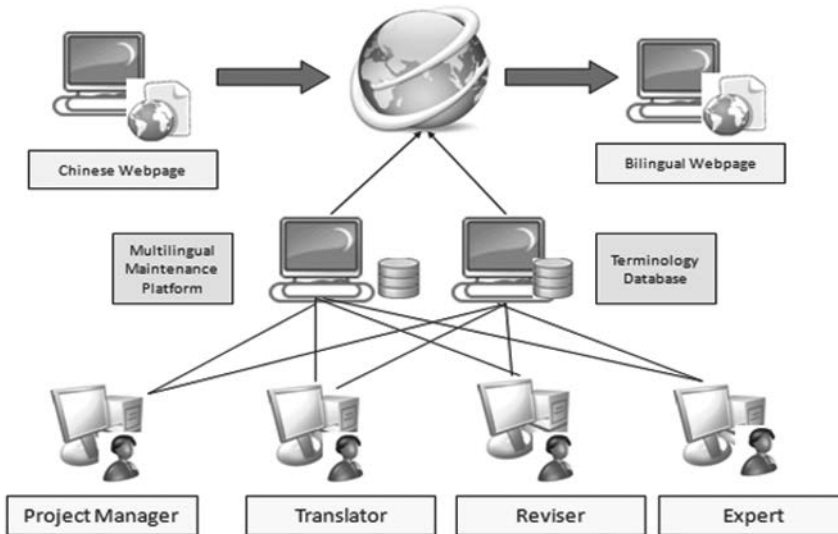 Chinese Webpage
Bilingual Webpage
Multilingual
Maintenance
Platform
Terminology
Database
Project Manager
Translator
Reviser
Expert